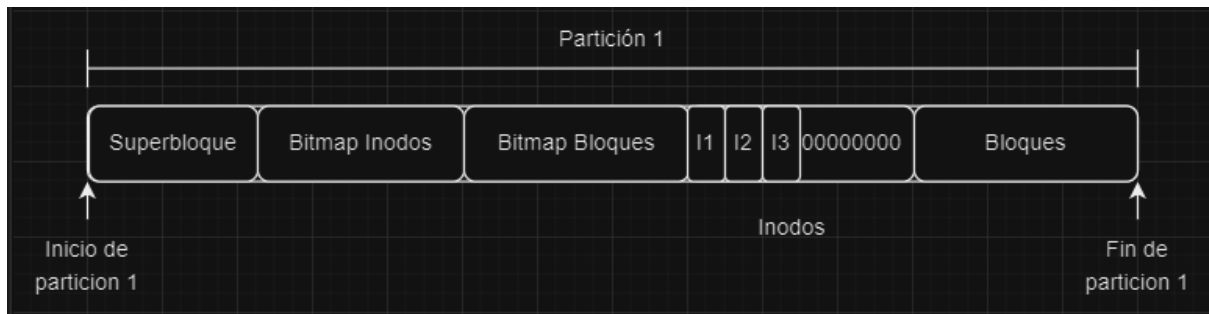 Partición 1
Superbloque
Bitmap Inodos
Bitmap Bloques
I1
I2
I3
00000000
Bloques
Inodos
Inicio de
particion 1
Fin de
particion 1